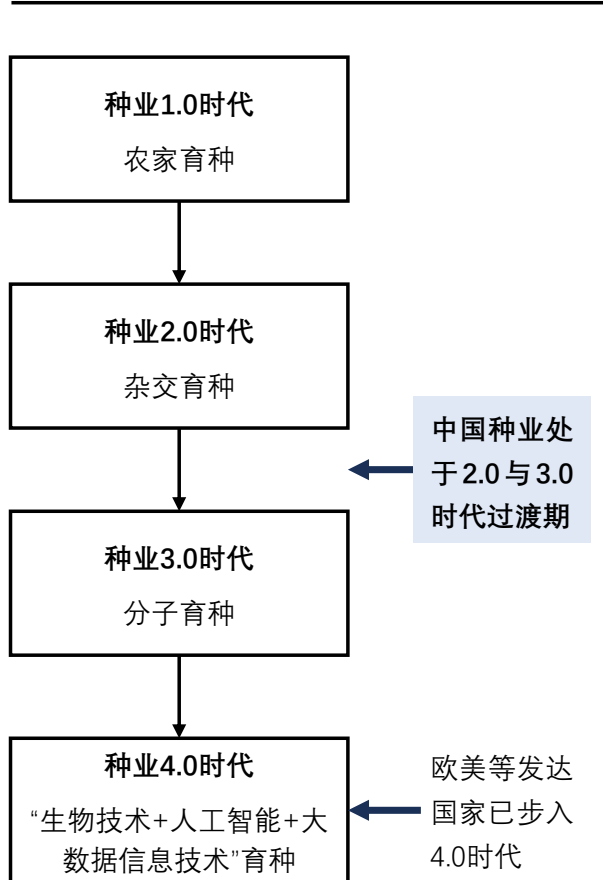 种业1.0时代
农家育种
种业2.0时代
杂交育种
中国种业处
于2.0与3.0
时代过渡期
种业3.0时代
分子育种
种业4.0时代
“生物技术+人工智能+大
数据信息技术”育种
欧美等发达
国家已步入
4.0时代